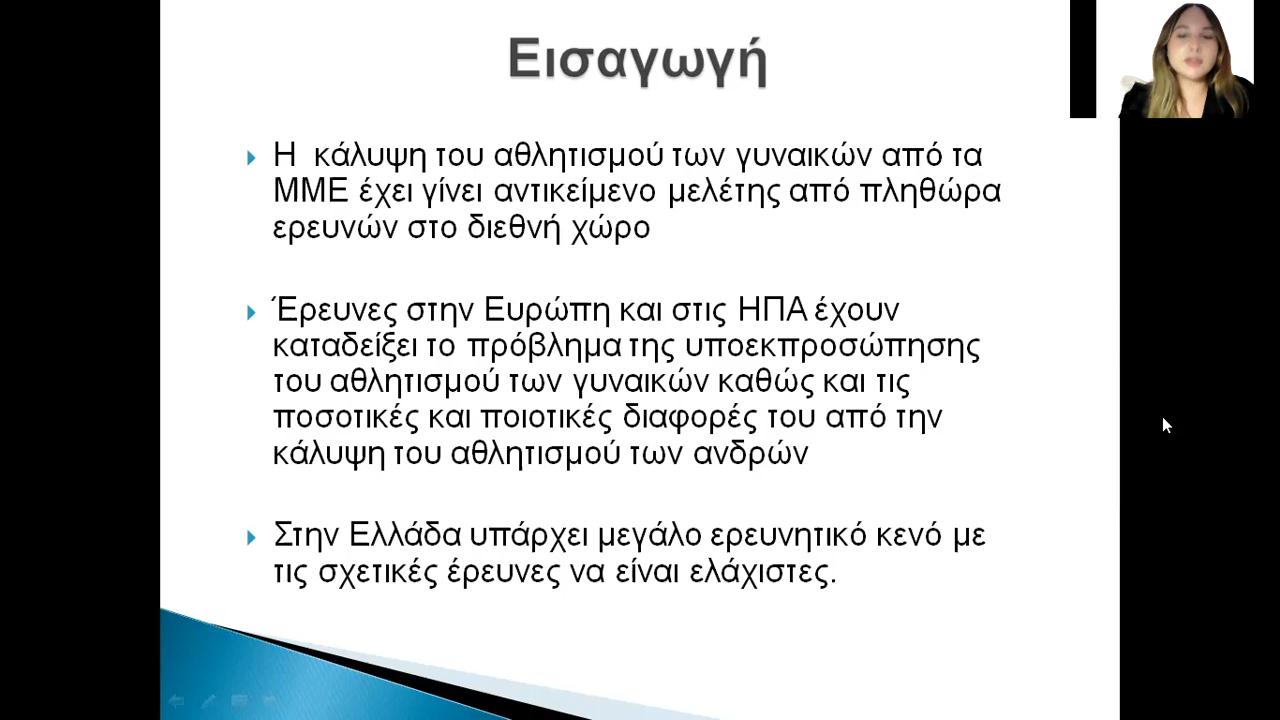 Εισαγωγή
Η κάλυψη του αθλητισμού των γυναικών από τα
ΜΜΕ έχει γίνει αντικείμενο μελέτης από πληθώρα
ερευνών στο διεθνή χώρο
Έρευνες στην Ευρώπη και στις ΗΠΑ έχουν
καταδείξει το πρόβλημα της υποεκπροσώπησης
του αθλητισμού των γυναικών καθώς και τις
ποσοτικές και ποιοτικές διαφορές του από την
κάλυψη του αθλητισμού των ανδρών
Στην Ελλάδα υπάρχει μεγάλο ερευνητικό κενό με
τις σχετικές έρευνες να είναι ελάχιστες.